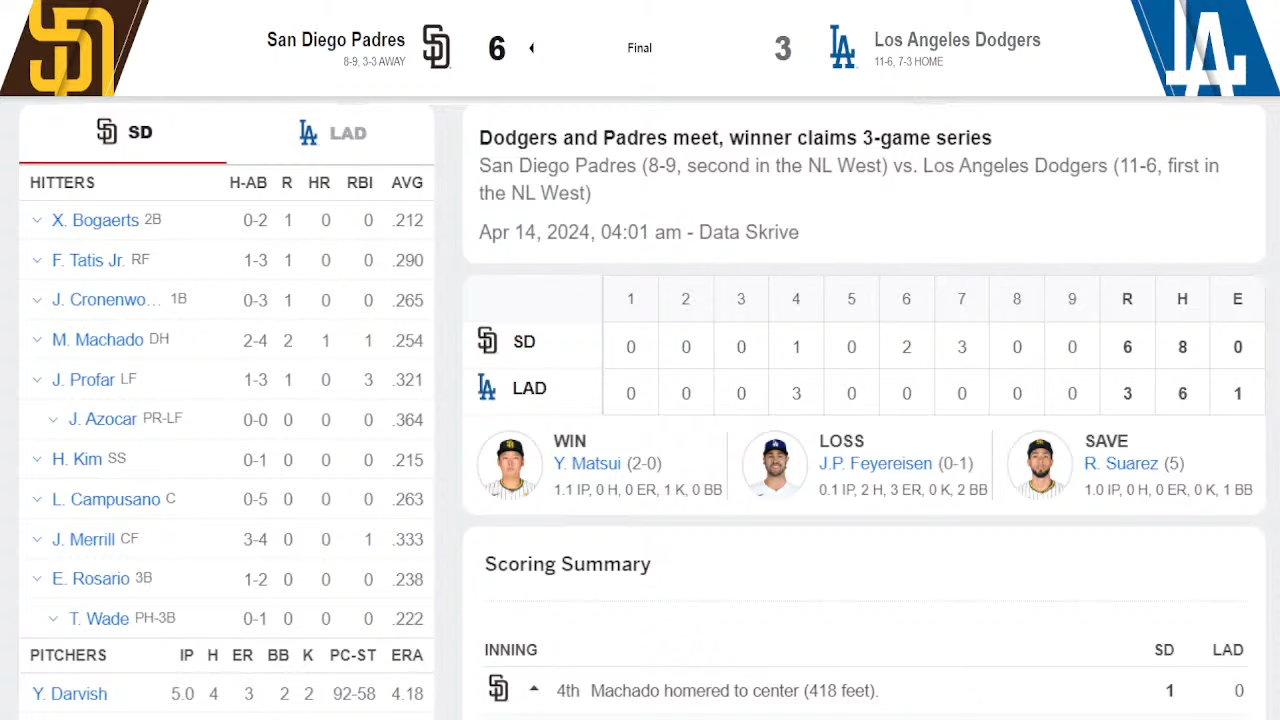 San Diego Padres
8-9, 3-3 AWAY
6
Final
3
Los Angeles Dodgers
11-6, 7-3 HOME
SD
LAD
HITTERS H-AB R HR RBI AVG
X. Bogaerts 2B 0-2 1 0 0 .212
F. Tatis Jr. RF 1-3 1 0 0 .290
J. Cronenwo... 1B 0-3 1 0 0 .265
M. Machado DH 2-4 2 1 1 .254
J. Profar LF 1-3 1 0 3 .321
J. Azocar PR-LF 0-0 0 0 0 .364
H. Kim SS 0-1 0 0 0 .215
L. Campusano C 0-5 0 0 0 .263
J. Merrill CF 3-4 0 0 1 .333
E. Rosario 3B 1-2 0 0 0 .238
T. Wade PH-3B 0-1 0 0 0 .222
PITCHERS IP H ER BB K PC-ST ERA
Y. Darvish 5.0 4 3 2 2 92-58 4.18
Dodgers and Padres meet, winner claims 3-game series
San Diego Padres (8-9, second in the NL West) vs. Los Angeles Dodgers (11-6, first in
the NL West)
Apr 14, 2024, 04:01 am - Data Skrive
1 2 3 4 5 6 7 8 9 R H E
SD 0 0 0 1 0 2 3 0 0 6 8 0
LAD 0 0 0 3 0 0 0 0 0 3 6 1
WIN
Y. Matsui (2-0)
1.1 IP, 0 H, 0 ER, 1 K, 0 BB
LOSS
J.P. Feyereisen (0-1)
0.1 IP, 2 H, 3 ER, 0 K, 2 BB
SAVE
R. Suarez (5)
1.0 IP, 0 H, 0 ER, 0 K, 1 BB
Scoring Summary
INNING SD LAD
4th Machado homered to center (418 feet). 1 0